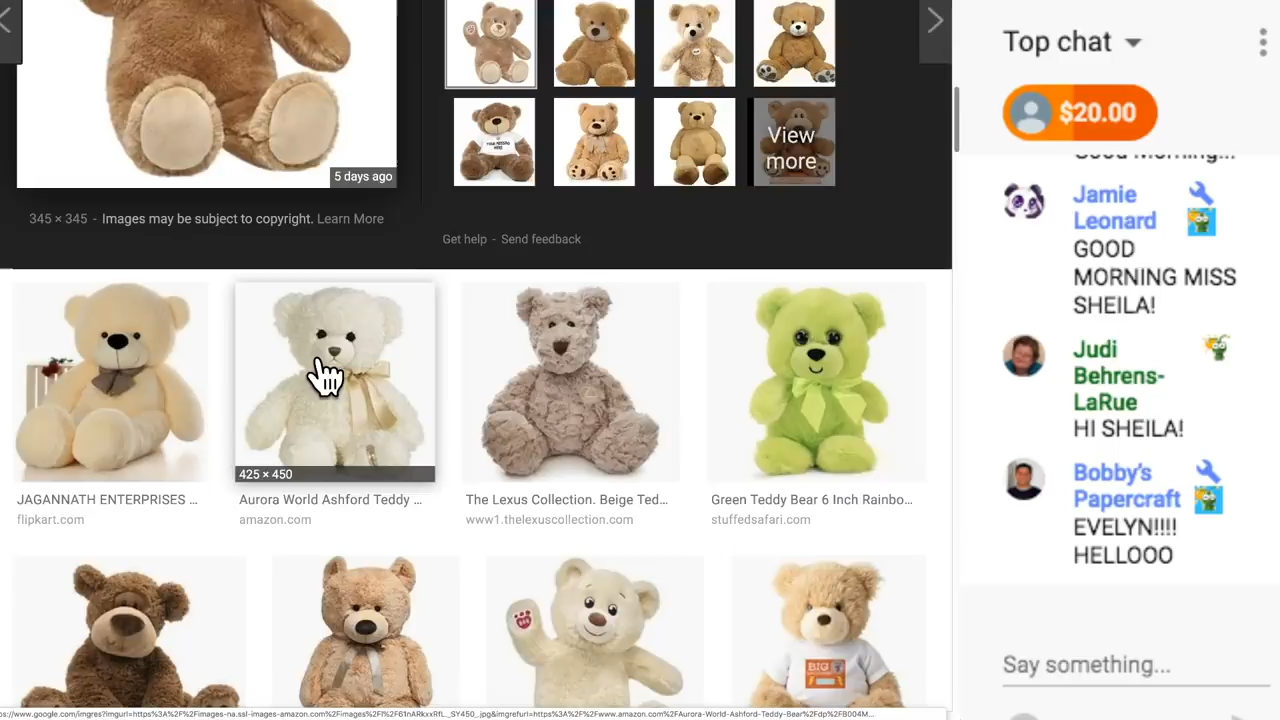 5 days ago
345 × 345 - Images may be subject to copyright. Learn More
View
more
Get help - Send feedback
425 × 450
JAGANNATH ENTERPRISES ...
flipkart.com
Aurora World Ashford Teddy ...
amazon.com
The Lexus Collection. Beige Ted...
www1.thelexuscollection.com
Green Teddy Bear 6 Inch Rainbo...
stuffedsafari.com
BIG
Top chat
$20.00
Good Morning...
Jamie
Leonard
GOOD
MORNING MISS
SHEILA!
Judi
Behrens-
LaRue
HI SHEILA!
Bobby's
Papercraft
EVELYN!!!!
HELLOOO
Say something...